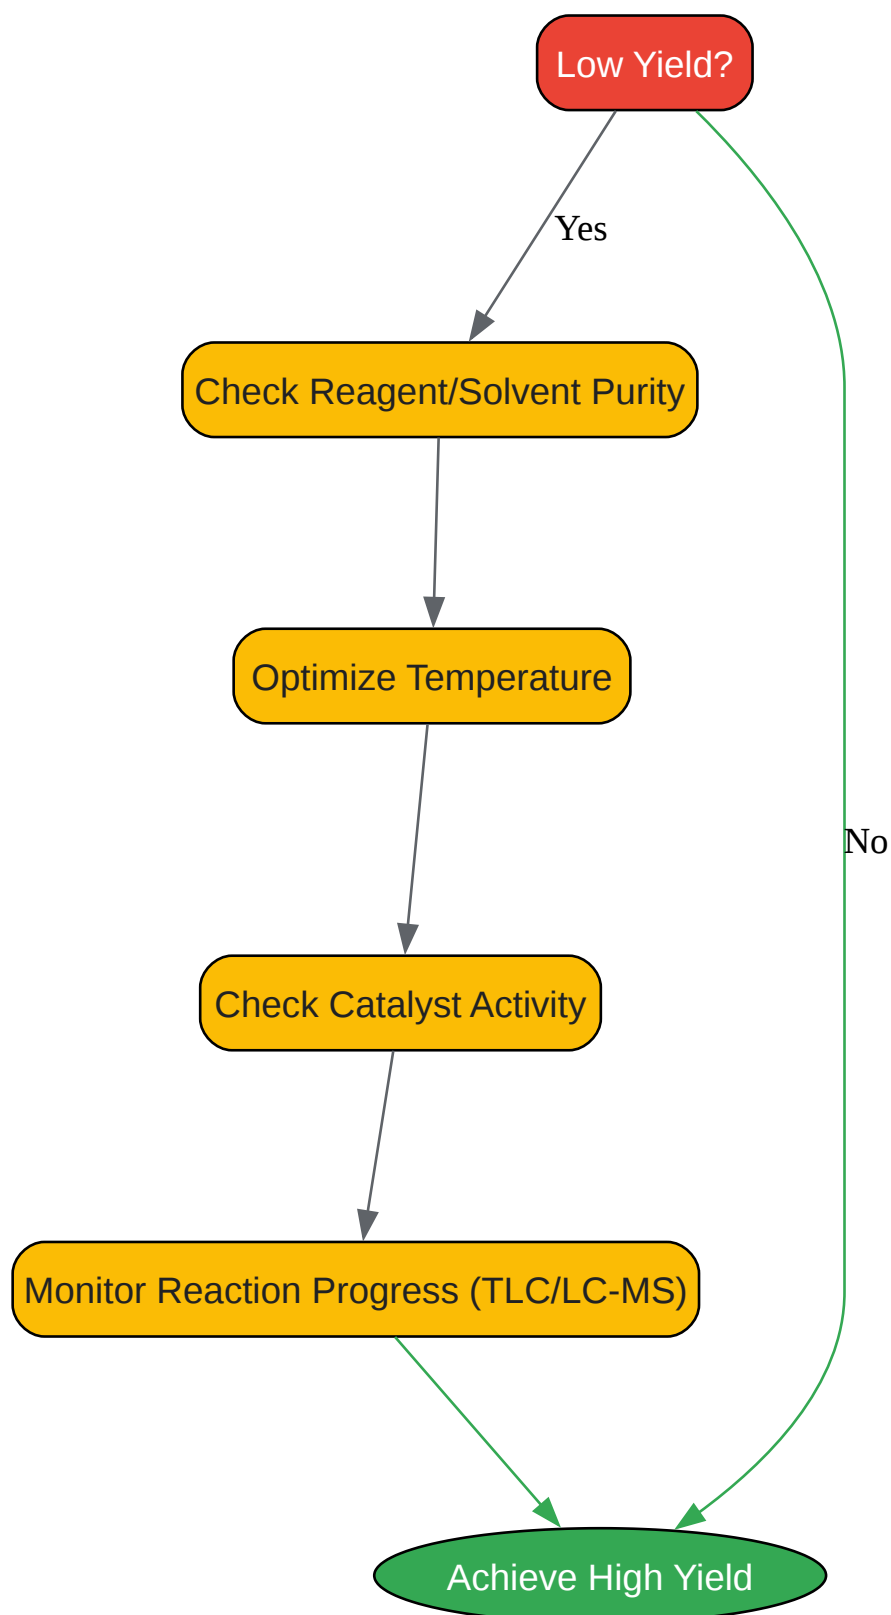 Low Yield?
Yes
Check Reagent/Solvent Purity
Optimize Temperature
No
Check Catalyst Activity
Monitor Reaction Progress (TLC/LC-MS)
Achieve High Yield